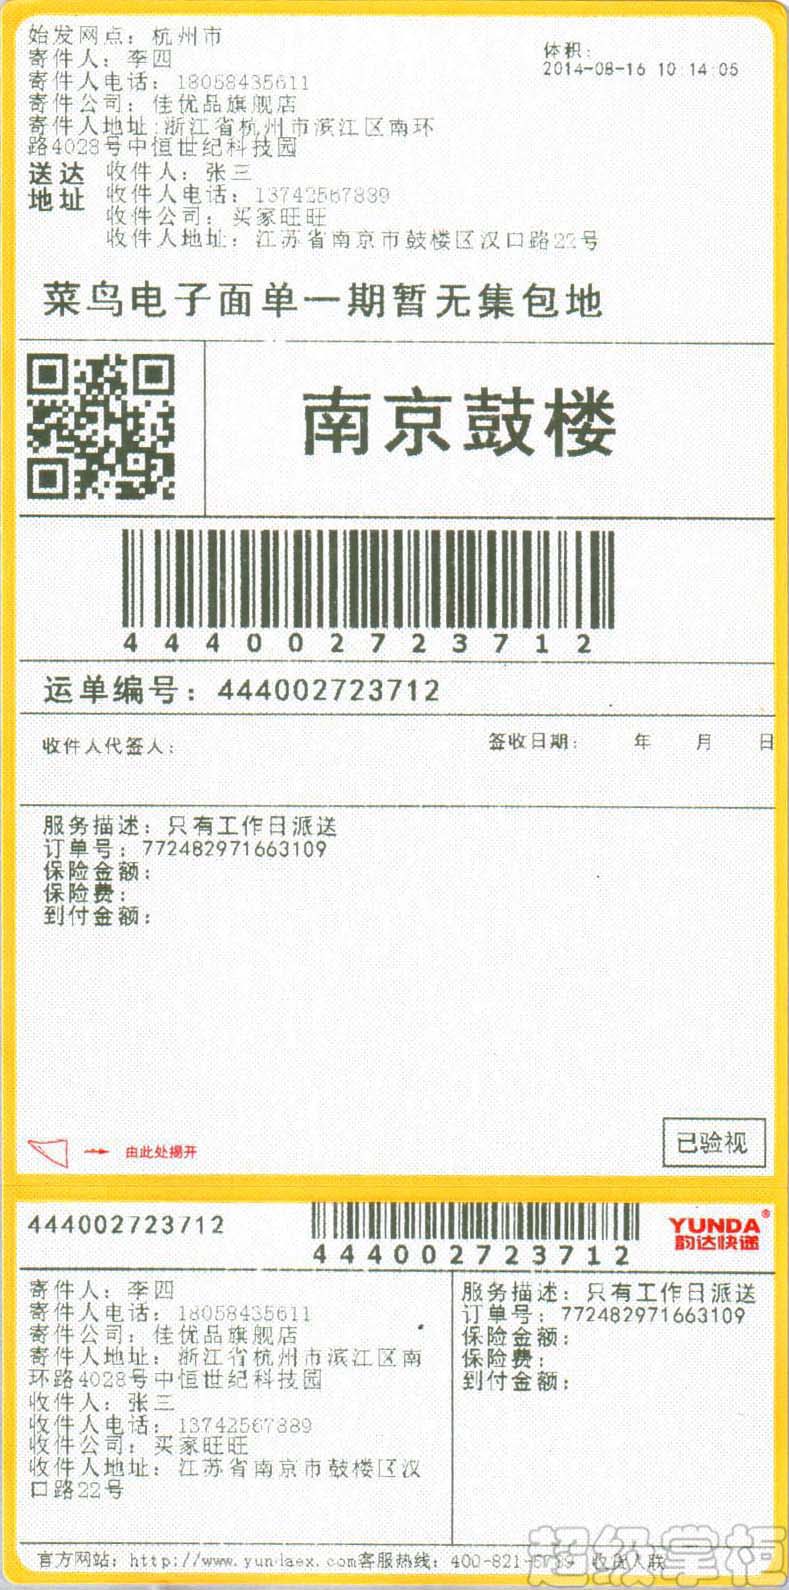 始发网点：杭州市
寄件人：李四
体积：
寄件人电话：18058435611
2014-08-16 10:14:05
寄件公司：佳优品旗舰店
寄件人地址:浙江省杭州市滨江区南环
路4028号中恒世纪科技园
送达
地址
收件人：张三
收件人电话：13742567889
收件公司：买家旺旺
收件人地址：江苏省南京市鼓楼区汉口路22号
菜鸟电子面单一期暂无集包地
南京鼓楼
444002723712
运单编号：444002723712
收件人代签人：
签收日期： 年 月 日
服务描述：只有工作日派送
订单号：772482971663109
保险金额：
保险费：
到付金额：
由此处揭开
已验视
444002723712
444002723712
YUNDA®
韵达快递
寄件人：李四
寄件人电话：18058435611
寄件公司：佳优品旗舰店
寄件人地址：浙江省杭州市滨江区南
环路4028号中恒世纪科技园
收件人：张三
收件人电话：13742567889
收件公司：买家旺旺
收件人地址：江苏省南京市鼓楼区汉
口路22号
服务描述：只有工作日派送
订单号：772482971663109
保险金额：
保险费：
到付金额：
官方网站：http://www.yundaex.com客服热线：400-821-6789 收货人联
超级掌柜